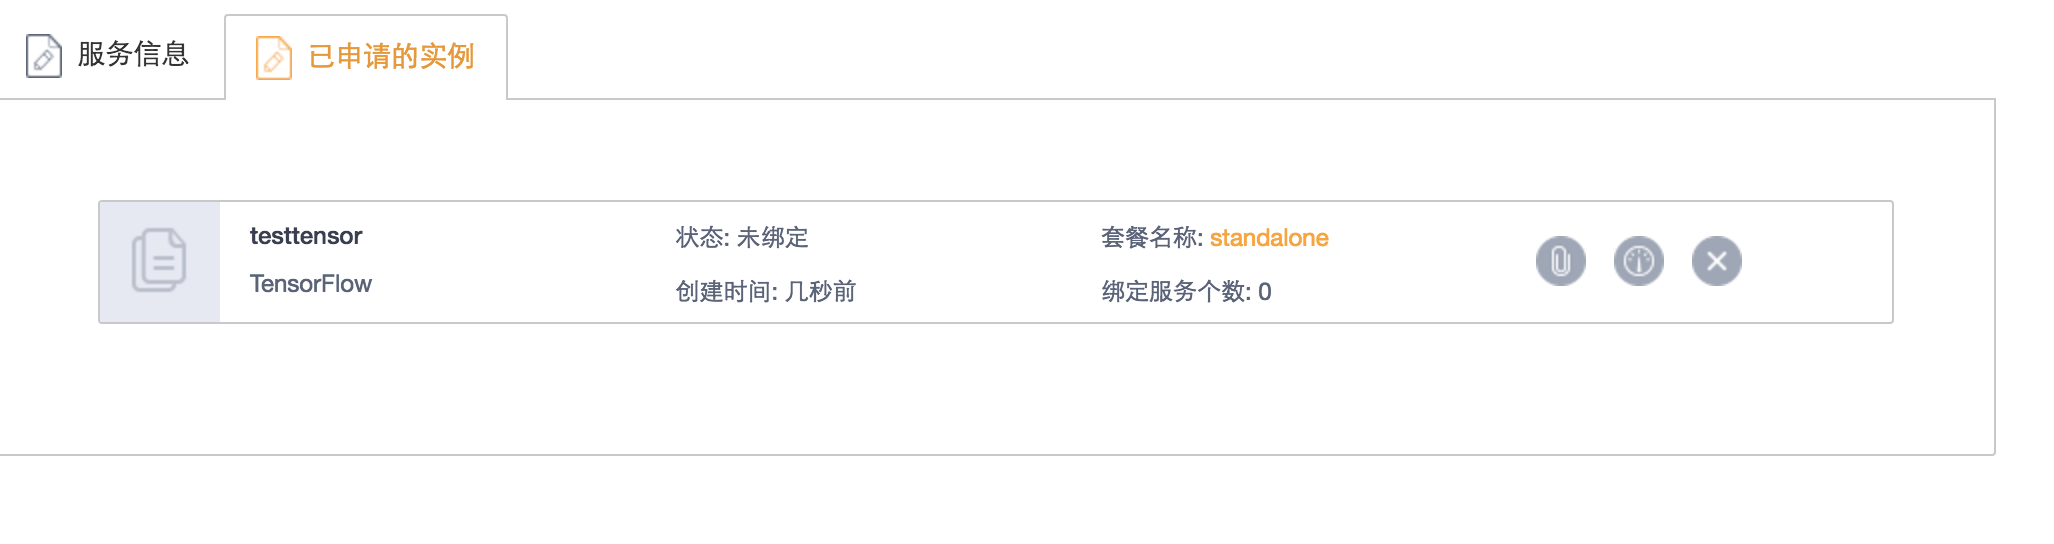 服务信息
已申请的实例
testtensor
状态: 未绑定
套餐名称: standalone
TensorFlow
创建时间: 几秒前
绑定服务个数: 0